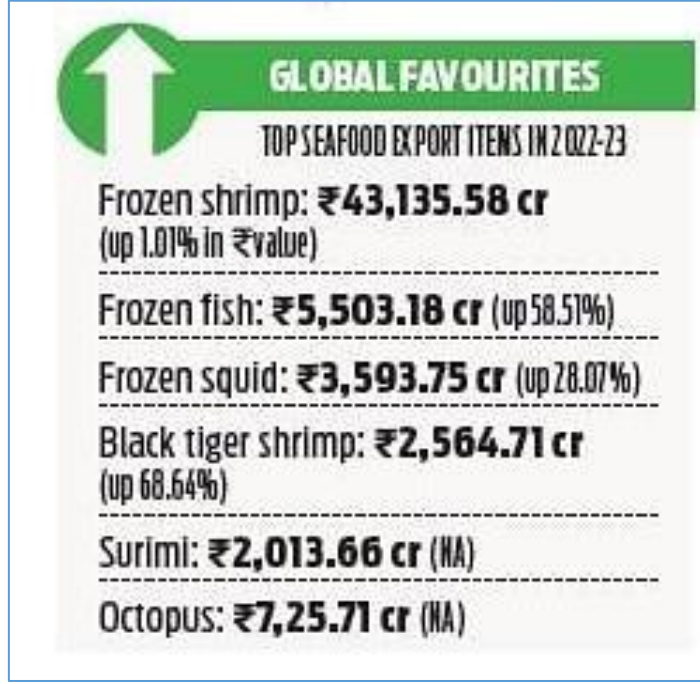 GLOBAL FAVOURITES
TOP SEAFOOD EXPORT ITENS IN 2022-23
Frozen shrimp: ₹43,135.58 cr
(up 1.01% in ₹value)
Frozen fish: ₹5,503.18 cr (up 58.51%)
Frozen squid: ₹3,593.75 cr (up 28.07%)
Black tiger shrimp: ₹2,564.71 cr
(up 68.64%)
Surimi: ₹2,013.66 cr (NA)
Octopus: ₹7,25.71 cr (NA)